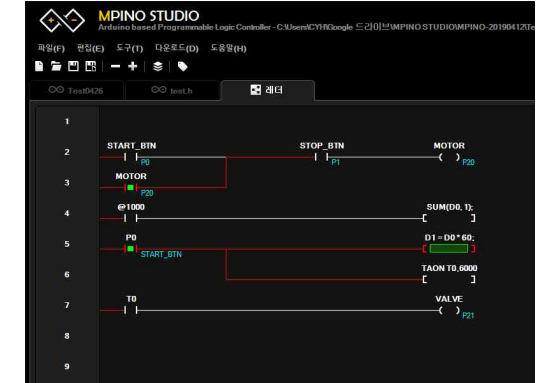 MPINO STUDIO
Arduino based Programmable Logic Controller - C:\Users\CYH\Google 드라이브\MPINO STUDIO\MPINO-20190412\Te
파일(F) 편집(E) 도구(T) 다운로드(D) 도움말(H)
Test0426 test.h 레더
1
START_BTN STOP_BTN MOTOR
2
P0 P1 P20
MOTOR
3
P20
@1000 SUM(D0, 1);
4
P0 D1 = D0 * 60;
5
START_BTN
TAON T0,6000
6
T0 VALVE
7
P21
8
9